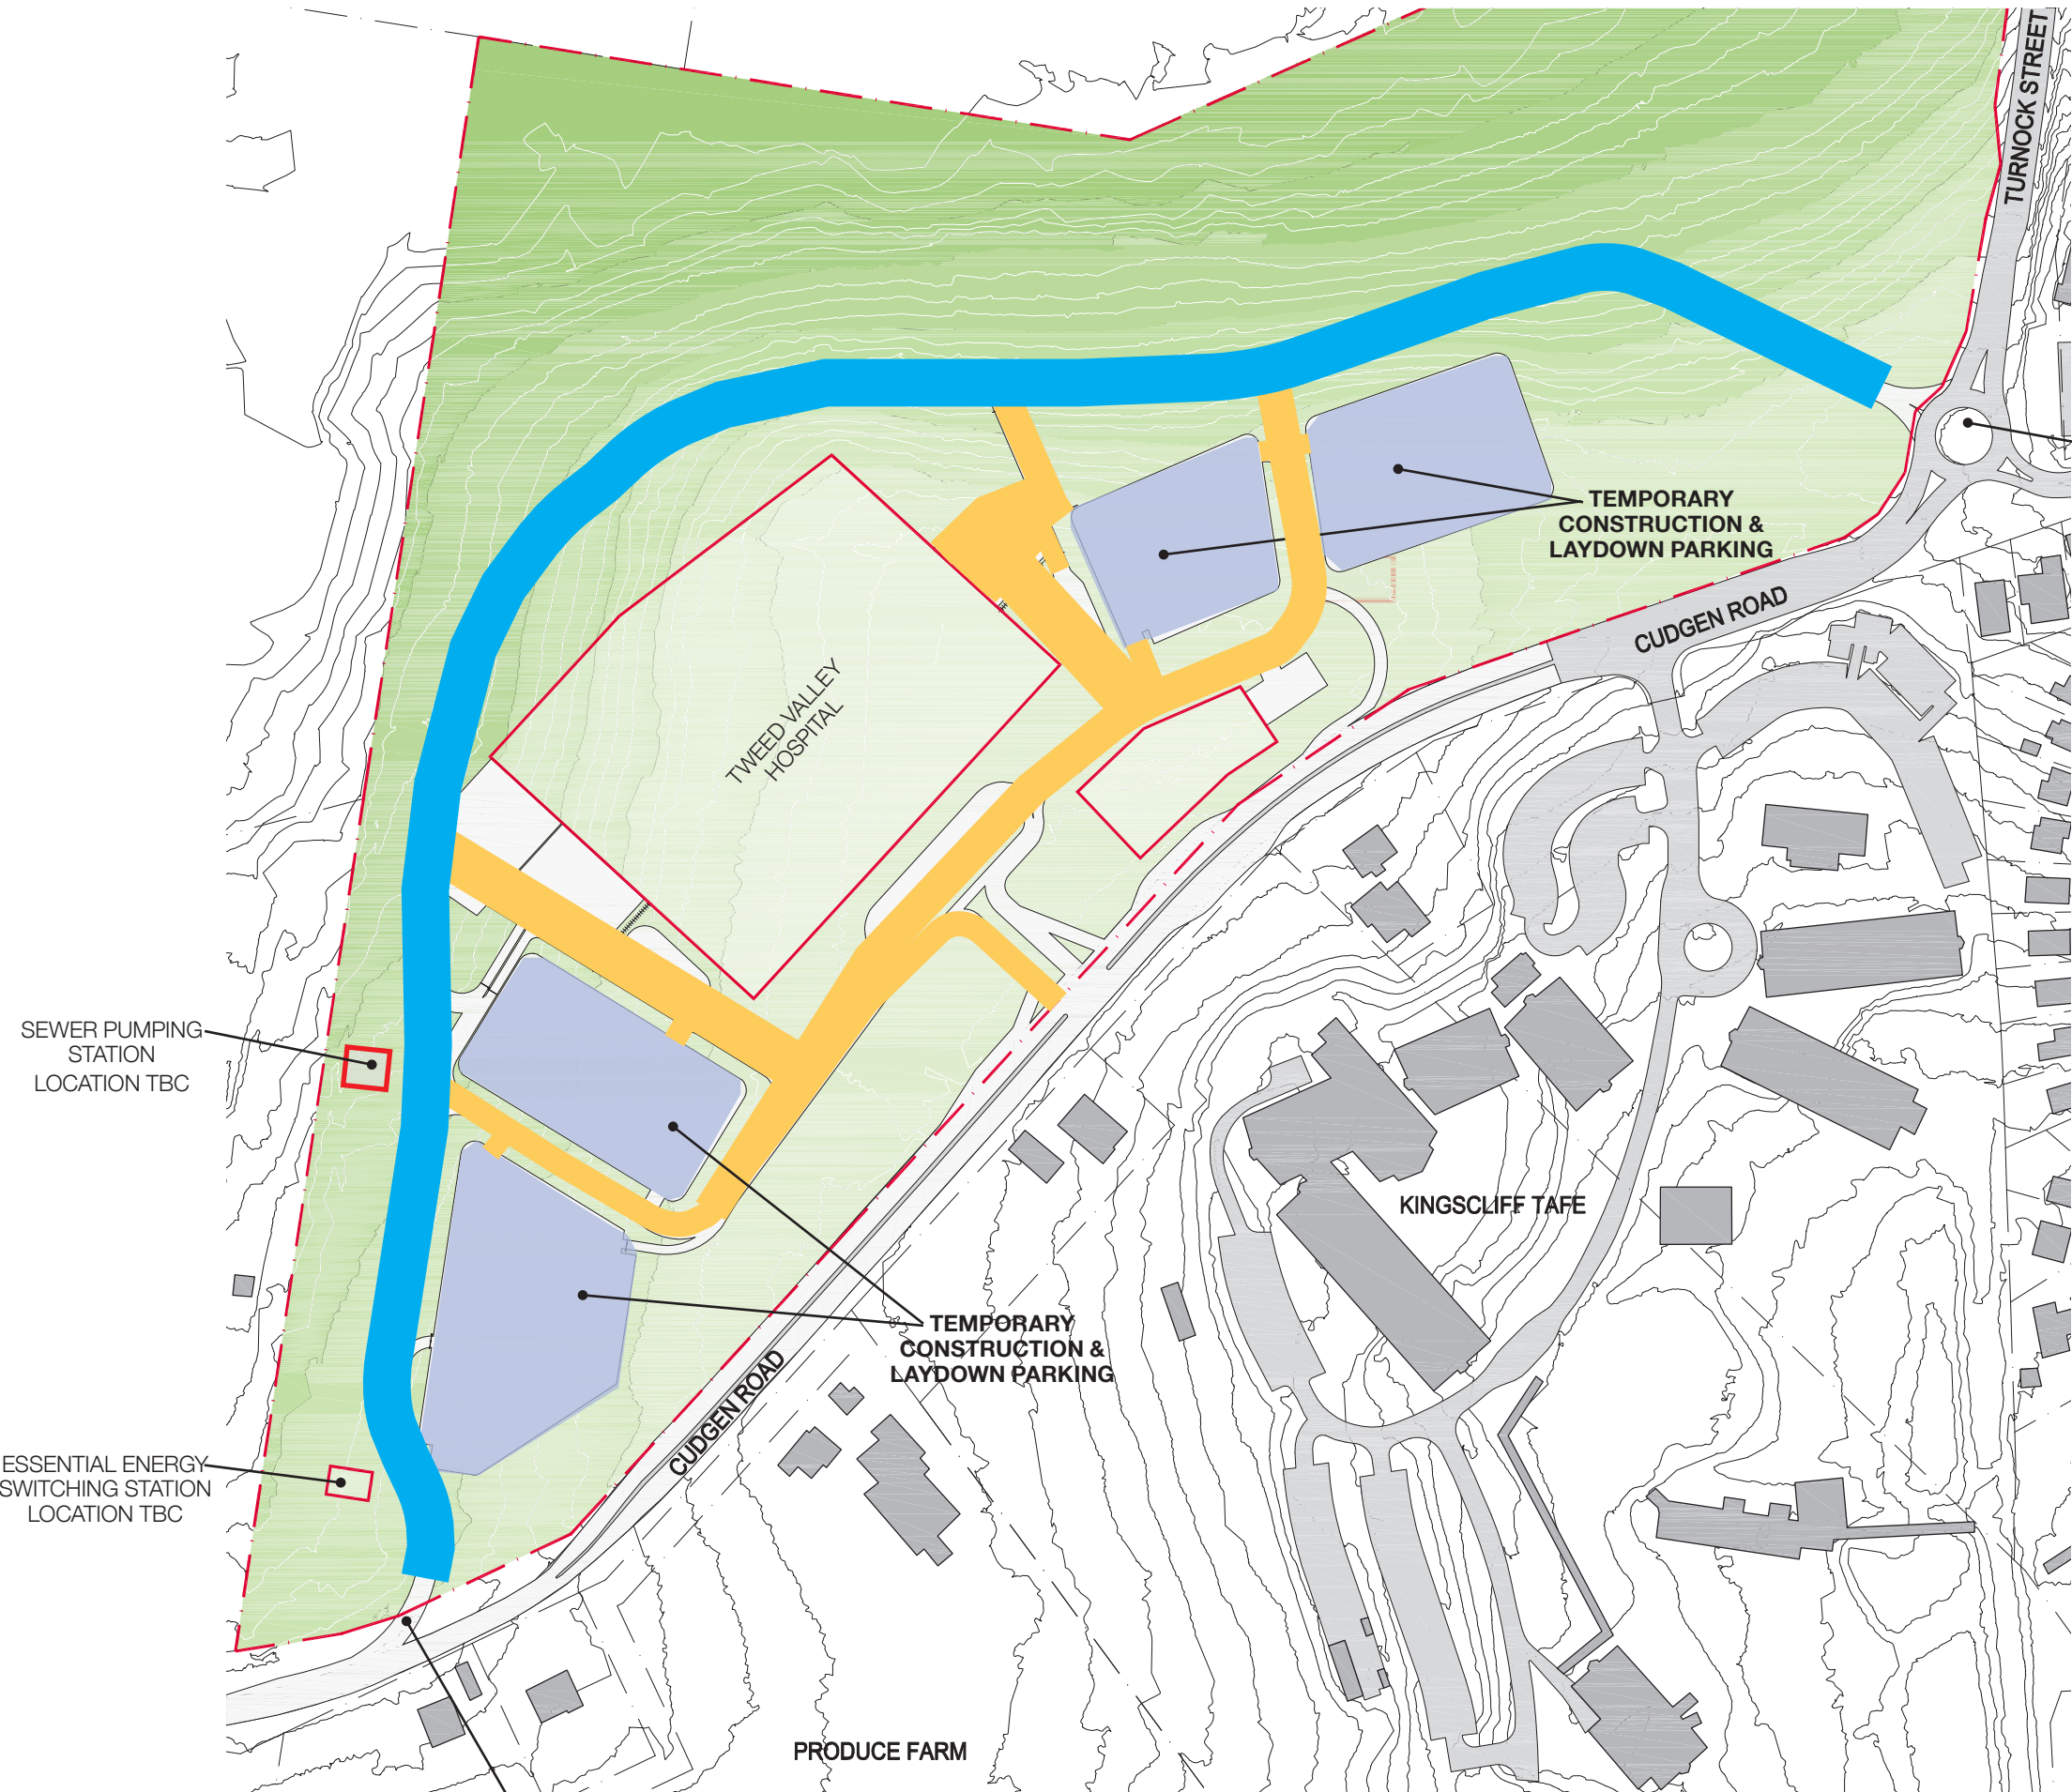 TURNOCK STREET
TEMPORARY
CONSTRUCTION &
LAYDOWN PARKING
CUDGEN ROAD
TWEED VALLEY
HOSPITAL
SEWER PUMPING
STATION
LOCATION TBC
KINGSCLIFF TAFE
TEMPORARY
CONSTRUCTION &
LAYDOWN PARKING
CUDGEN ROAD
ESSENTIAL ENERGY
SWITCHING STATION
LOCATION TBC
PRODUCE FARM